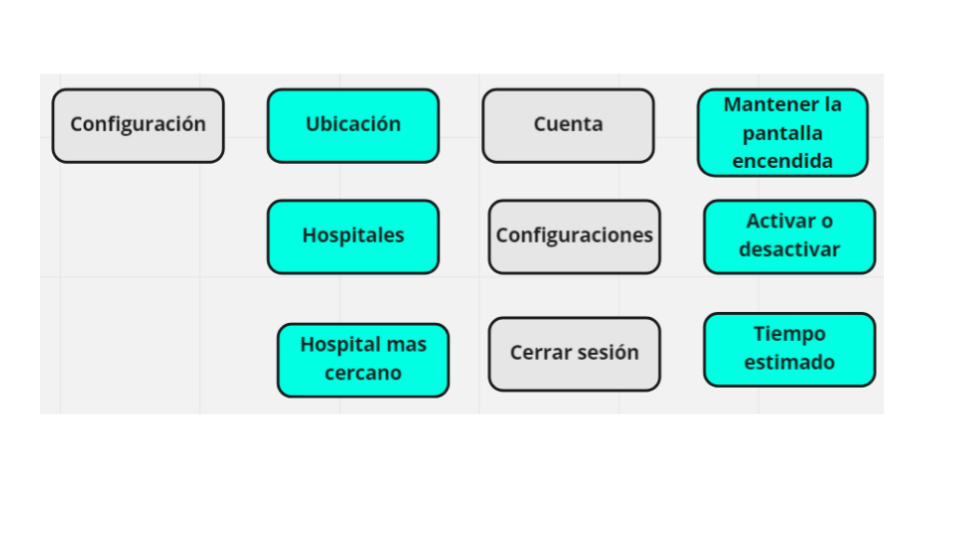 Configuración
Ubicación
Cuenta
Mantener la
pantalla
encendida
Hospitales
Configuraciones
Activar o
desactivar
Hospital mas
cercano
Cerrar sesión
Tiempo
estimado